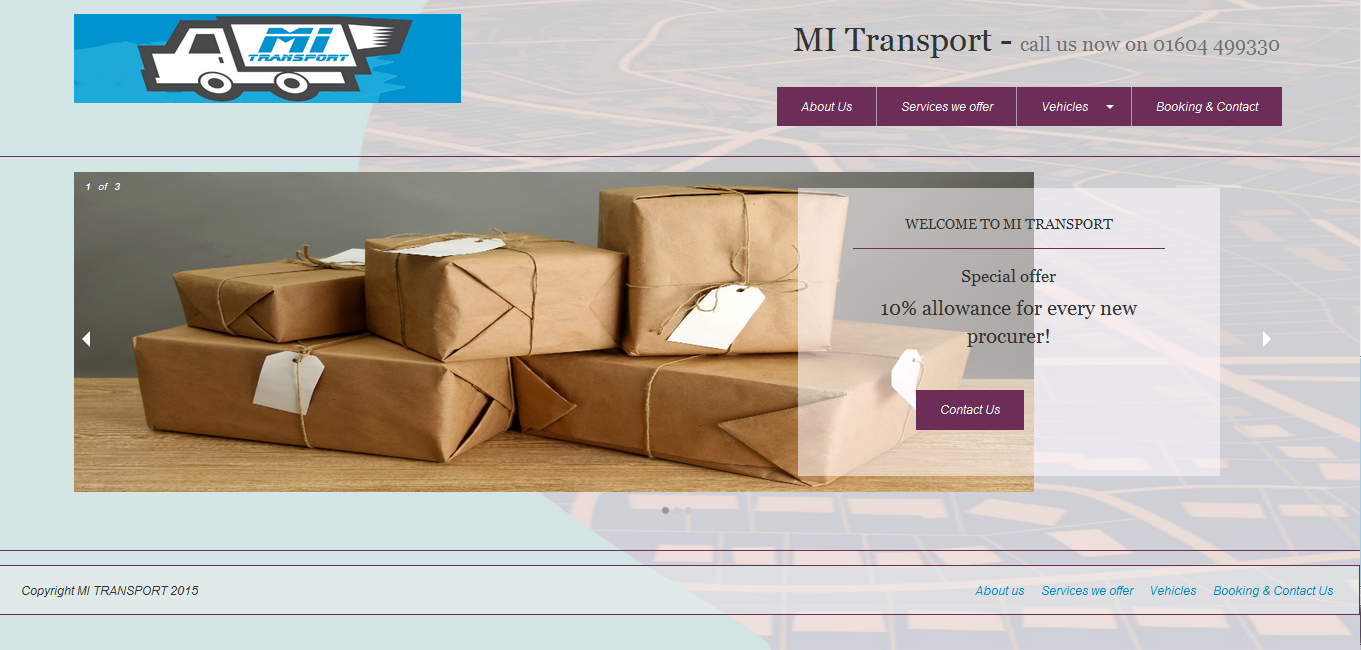 Mi
TRANSPORT
MI Transport - call us now on 01604 499330
About Us Services we offer Vehicles Booking & Contact
1 of 3
WELCOME TO MI TRANSPORT
Special offer
10% allowance for every new
procurer!
Contact Us
Copyright MI TRANSPORT 2015
About us Services we offer Vehicles Booking & Contact Us